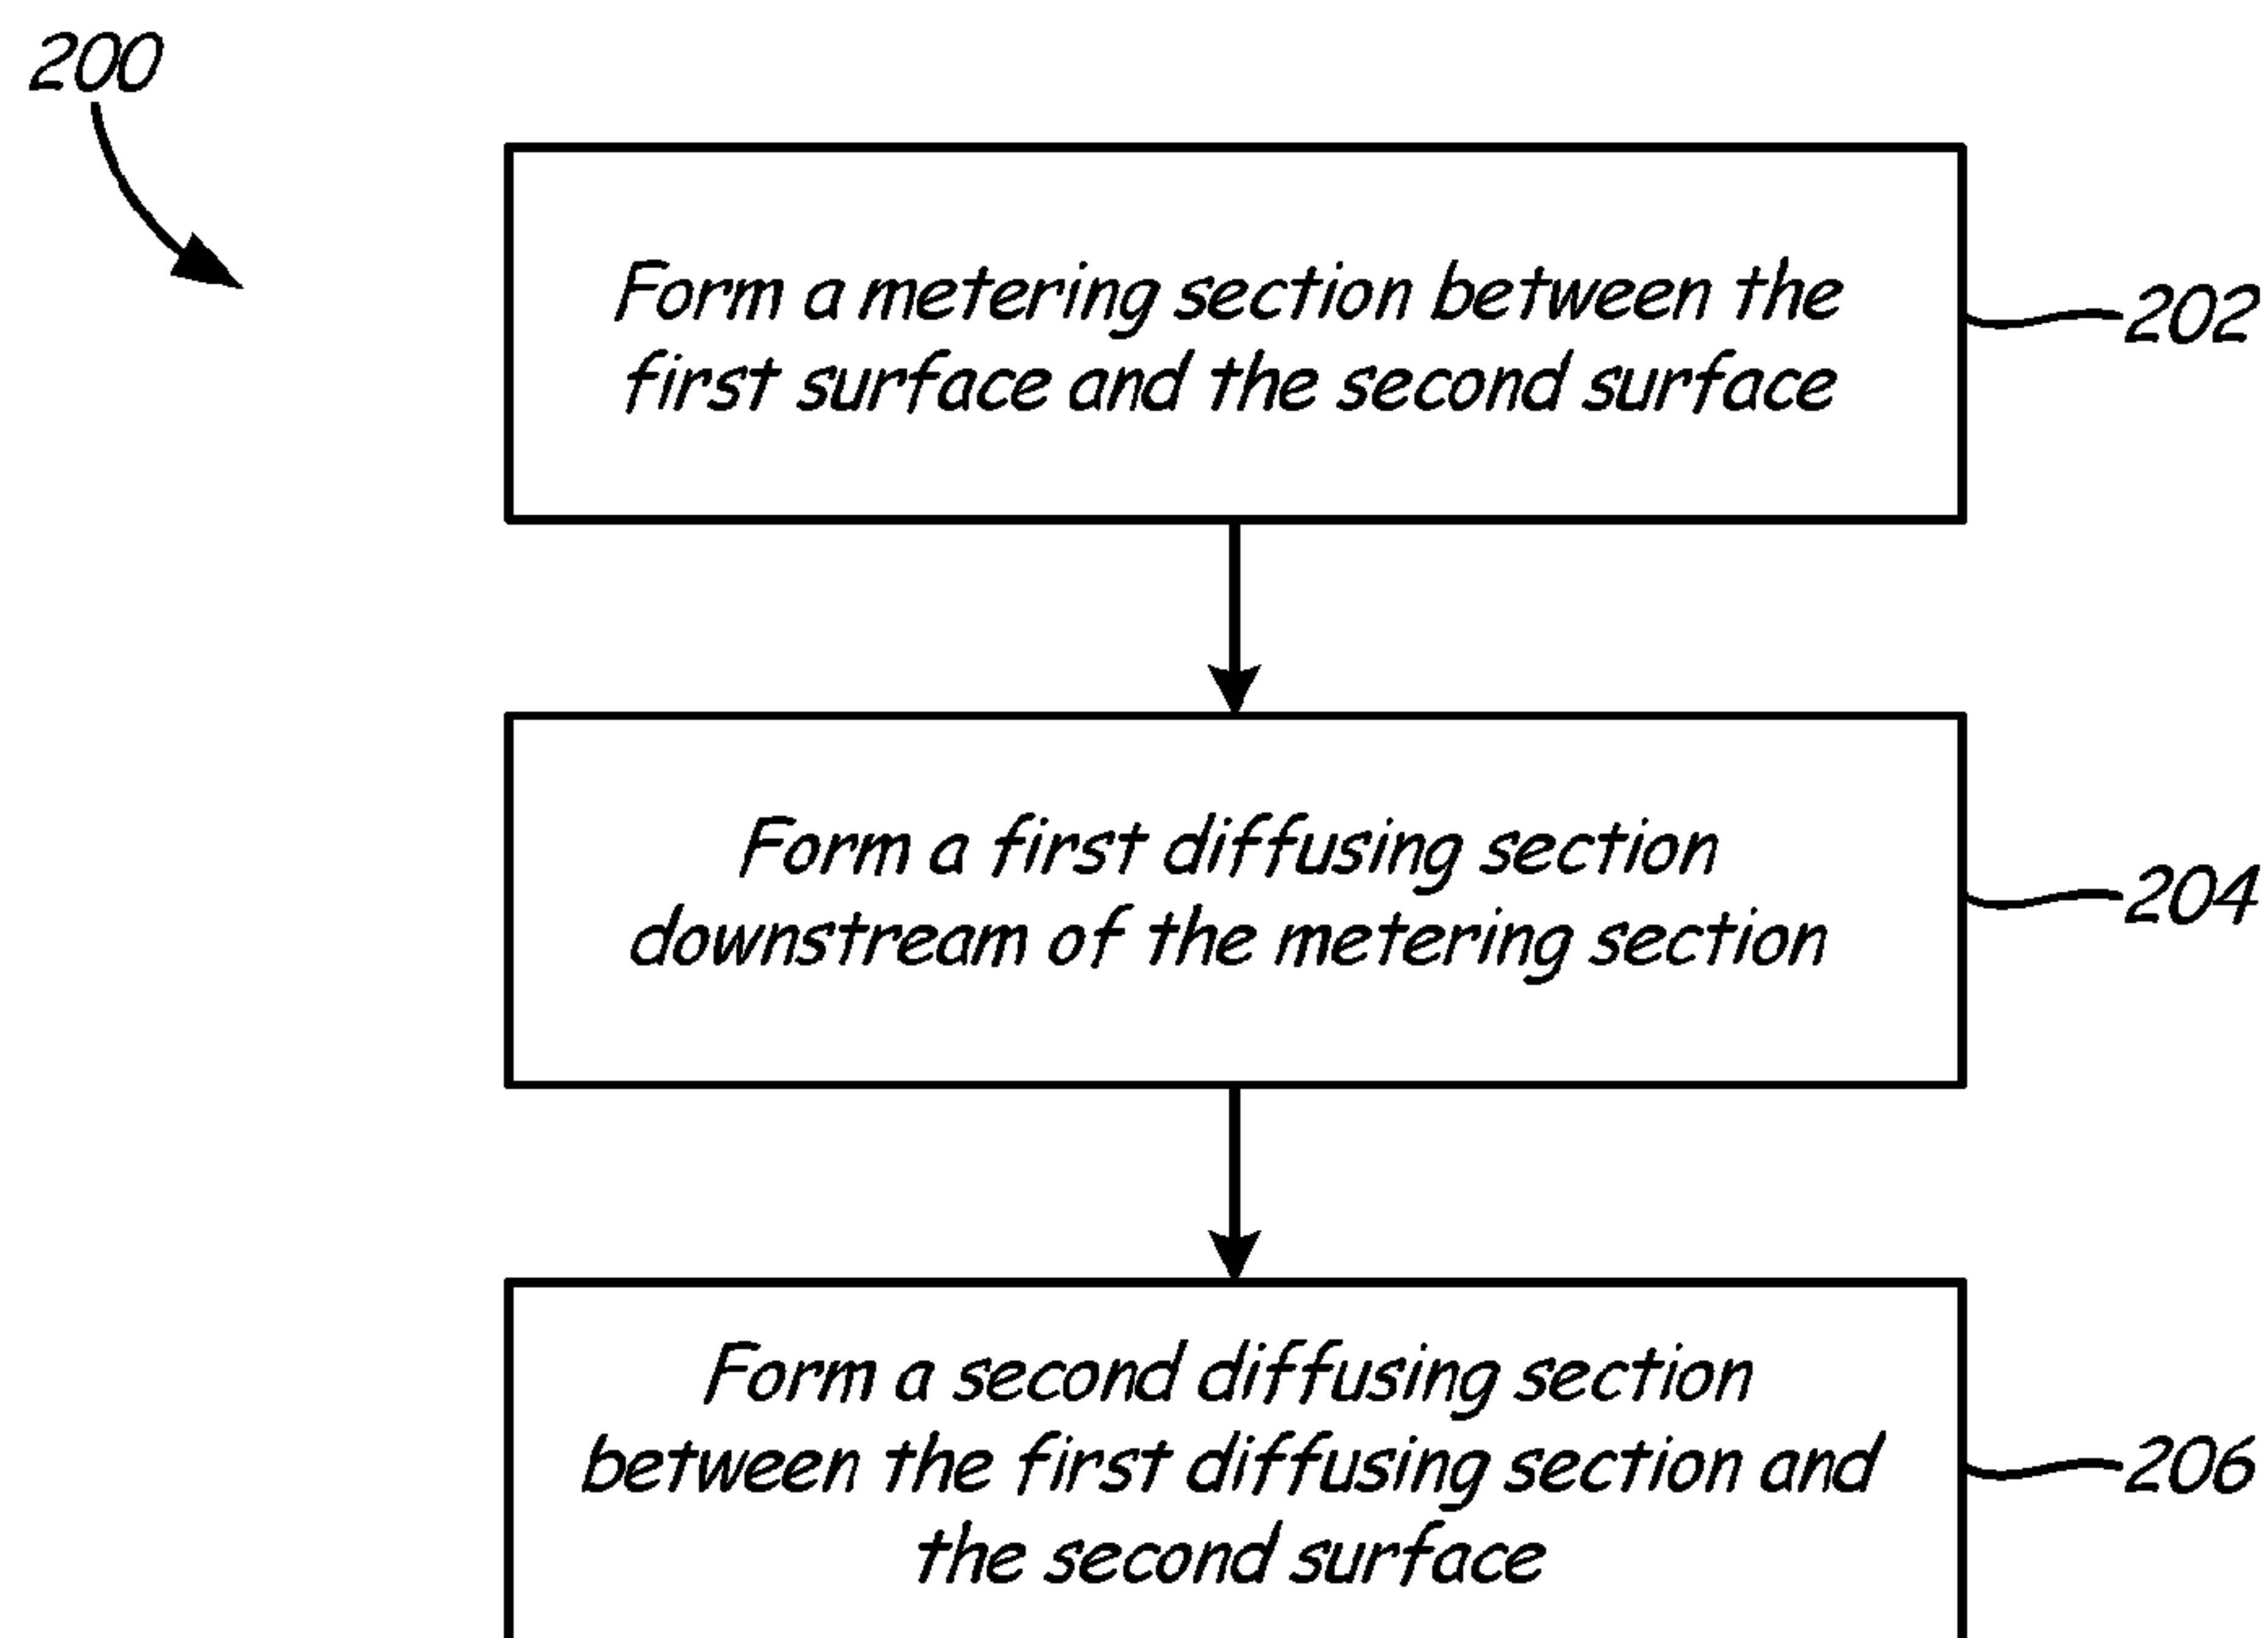 200
Form a metering section between the
first surface and the second surface
202
Form a first diffusing section
downstream of the metering section
204
Form a second diffusing section
between the first diffusing section and
the second surface
206